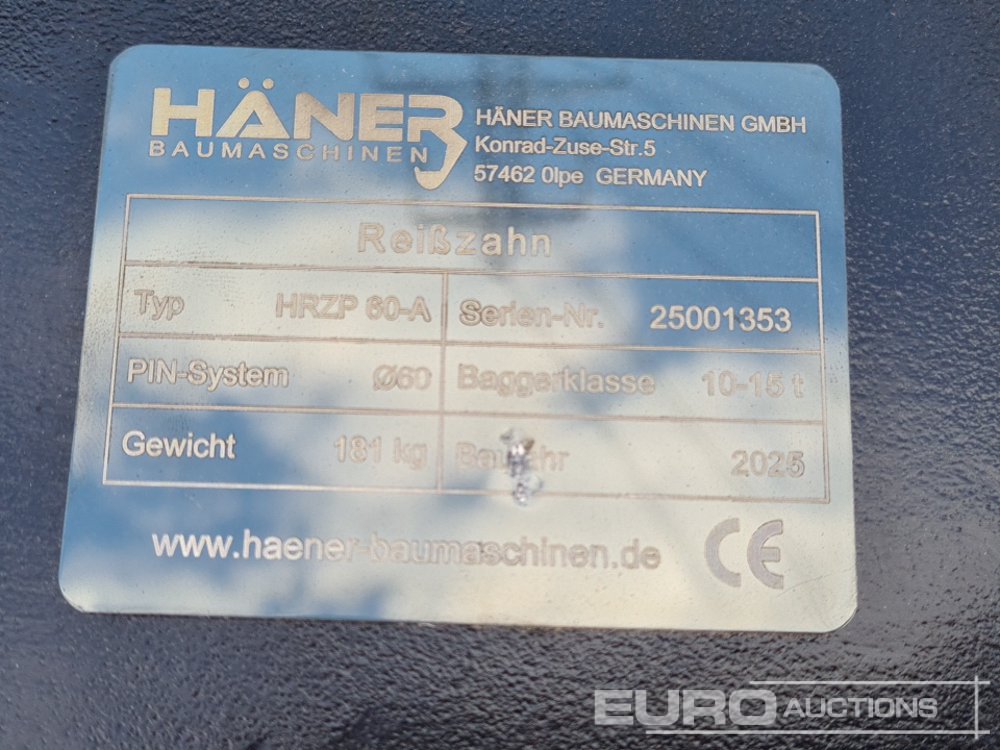 HÄNER
BAUMASCHINEN
HÄNER BAUMASCHINEN GMBH
Konrad-Zuse-Str.5
57462 Olpe GERMANY
Reißzahn
Typ HRZP 60-A Serien-Nr. 25001353
PIN-System Ø60 Baggerklasse 10-15 t
Gewicht 181 kg Baujahr 2025
www.haener-baumaschinen.de
CE
EURO AUCTIONS